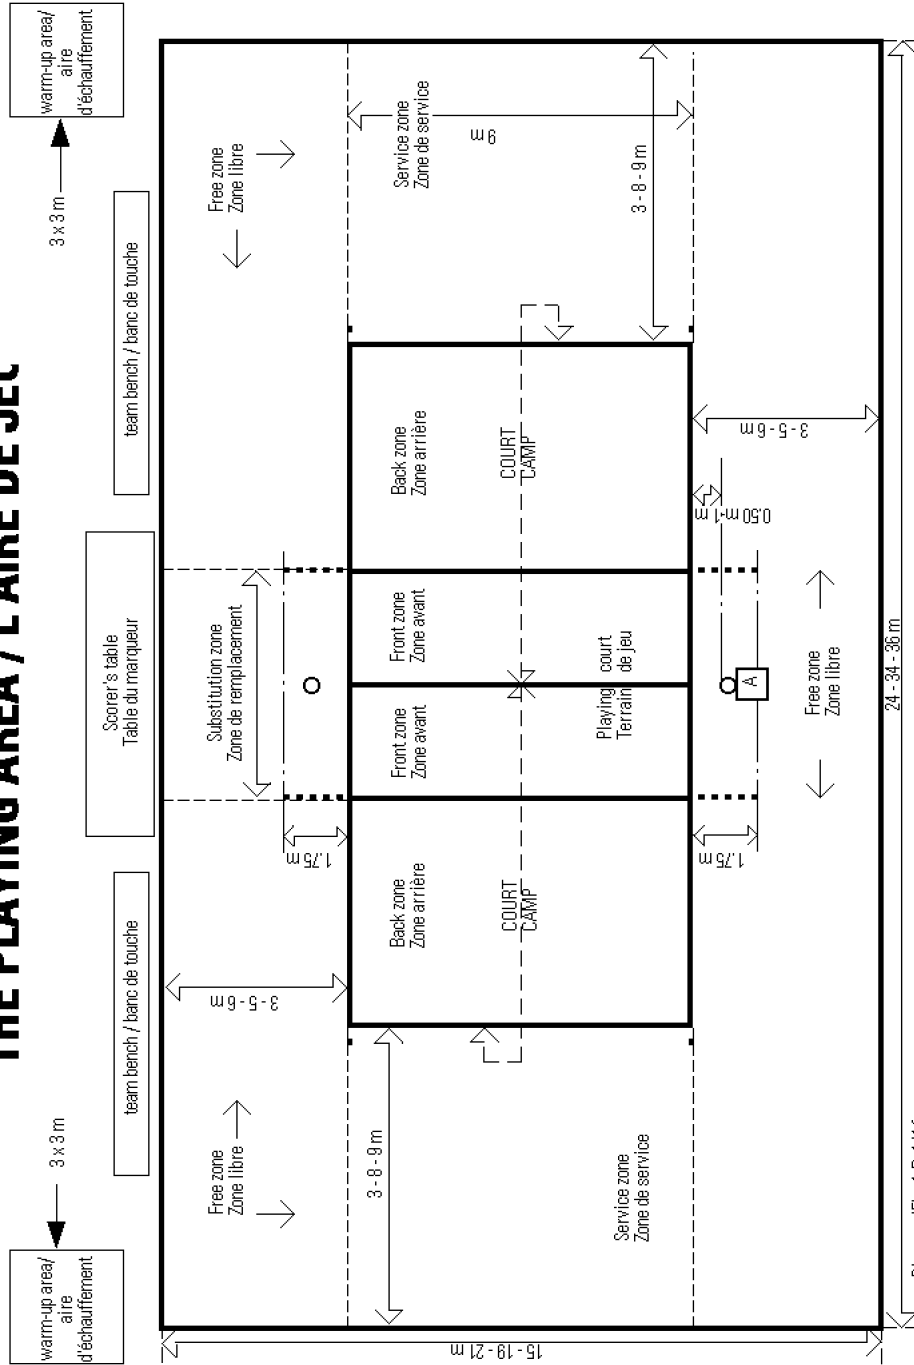 THE PLAYING AREA / L'AIRE DE JEU
warm-up area/
aire
d'échauffement
3 x 3 m
3 x 3 m
warm-up area/
aire
d'échauffement
team bench / banc de touche
Scorer's table
Table du marqueur
team bench / banc de touche
Free zone
Zone libre
3 - 5 - 6 m
Substitution zone
Zone de remplacement
Free zone
Zone libre
1.75 m
3 - 8 - 9 m
Back zone
Zone arrière
Front zone
Zone avant
Front zone
Zone avant
Back zone
Zone arrière
Service zone
Zone de service
9 m
COURT
CAMP
COURT
CAMP
Service zone
Zone de service
Playing court
Terrain de jeu
3 - 8 - 9 m
1.75 m
A
0.50 m-1 m
3 - 5 - 6 m
Free zone
Zone libre
15 - 19 - 21 m
24 - 34 - 36 m